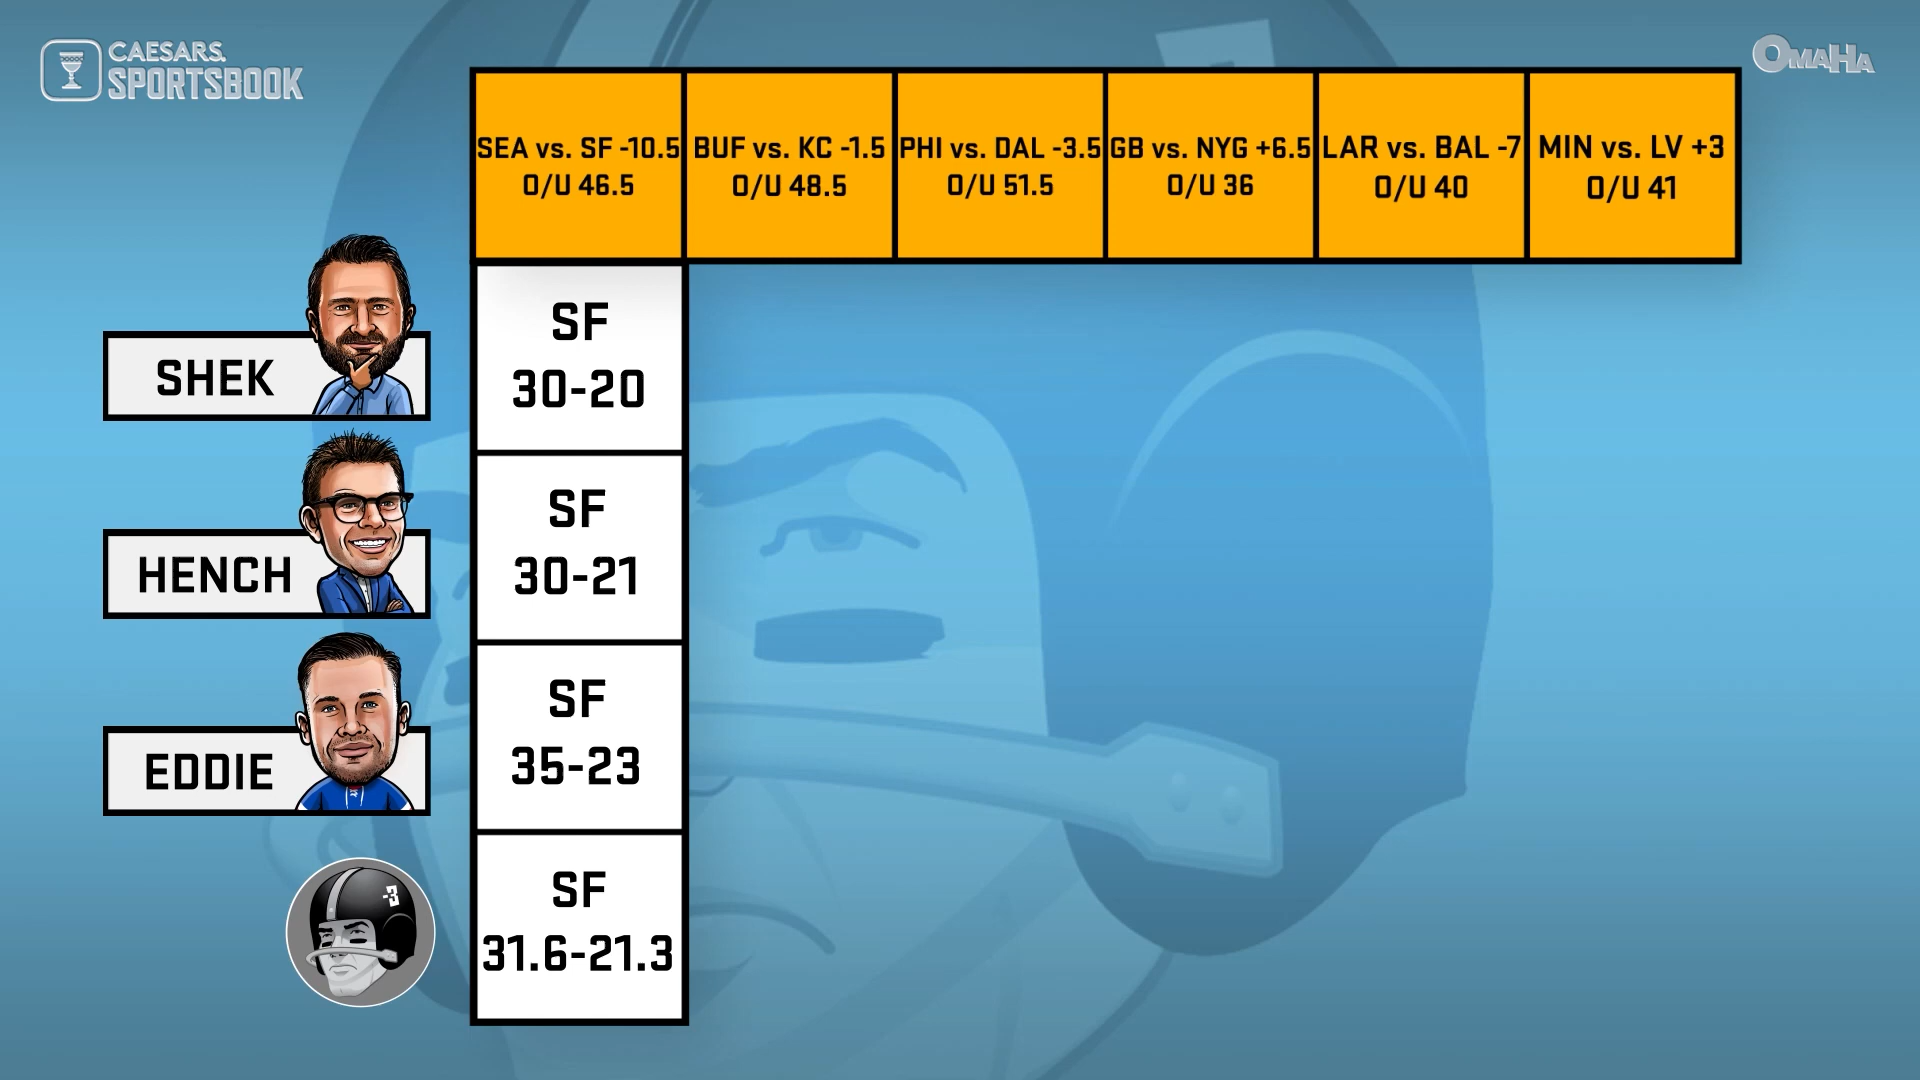 CAESARS
SPORTSBOOK
OMAHA
SEA vs. SF -10.5
O/U 46.5
BUF vs. KC -1.5
O/U 48.5
PHI vs. DAL -3.5
O/U 51.5
GB vs. NYG +6.5
O/U 36
LAR vs. BAL -7
O/U 40
MIN vs. LV +3
O/U 41
SHEK
SF
30-20
HENCH
SF
30-21
EDDIE
SF
35-23
-3
SF
31.6-21.3